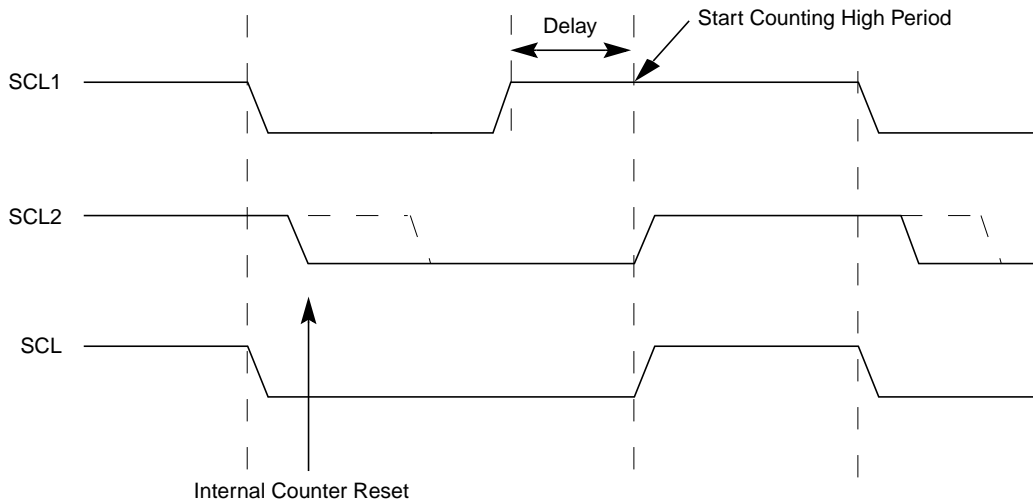 Start Counting High Period
Delay
SCL1
SCL2
SCL
Internal Counter Reset